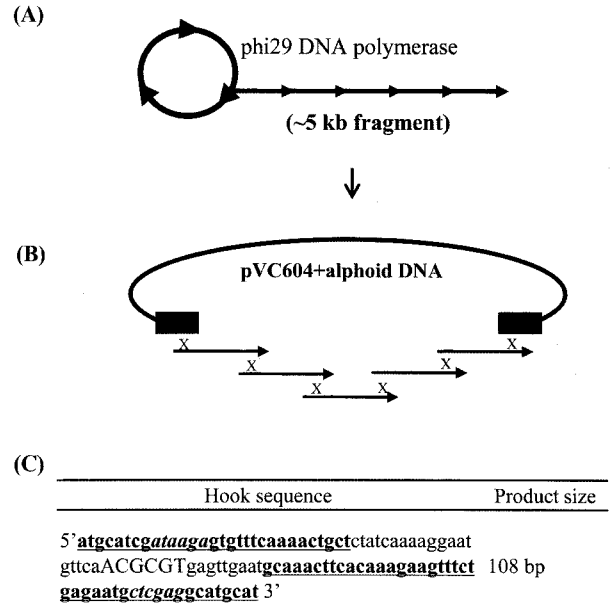 (A)
phi29 DNA polymerase
(~5 kb fragment)
(B)
pVC604+alphoid DNA
X
X
X
X
X
X
(C)
Hook sequence Product size
5’atgcatcgataagagtgtttcaaaactgctctatcaaaaggaat
gttcaACGCGTgagttgaatgcaaacttcacaaagaagtttct 108 bp
gagaatgctcgaggcatgcat 3’